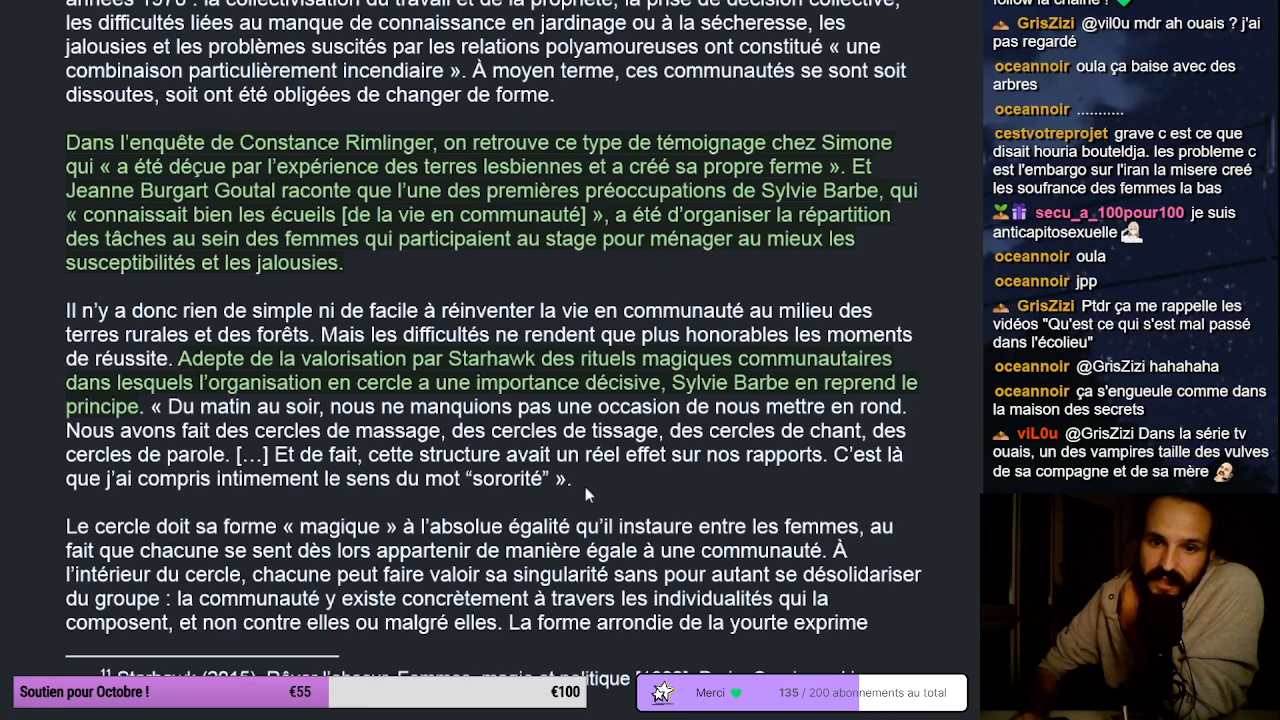 années 1970 : la collectivisation du travail et de la propriété, la prise de décision collective,
les difficultés liées au manque de connaissance en jardinage ou à la sécheresse, les
jalousies et les problèmes suscités par les relations polyamoureuses ont constitué « une
combinaison particulièrement incendiaire ». À moyen terme, ces communautés se sont soit
dissoutes, soit ont été obligées de changer de forme.
Dans l’enquête de Constance Rimlinger, on retrouve ce type de témoignage chez Simone
qui « a été déçue par l’expérience des terres lesbiennes et a créé sa propre ferme ». Et
Jeanne Burgart Goutal raconte que l’une des premières préoccupations de Sylvie Barbe, qui
« connaissait bien les écueils [de la vie en communauté] », a été d’organiser la répartition
des tâches au sein des femmes qui participaient au stage pour ménager au mieux les
susceptibilités et les jalousies.
Il n’y a donc rien de simple ni de facile à réinventer la vie en communauté au milieu des
terres rurales et des forêts. Mais les difficultés ne rendent que plus honorables les moments
de réussite. Adepte de la valorisation par Starhawk des rituels magiques communautaires
dans lesquels l’organisation en cercle a une importance décisive, Sylvie Barbe en reprend le
principe. « Du matin au soir, nous ne manquions pas une occasion de nous mettre en rond.
Nous avons fait des cercles de massage, des cercles de tissage, des cercles de chant, des
cercles de parole. […] Et de fait, cette structure avait un réel effet sur nos rapports. C’est là
que j’ai compris intimement le sens du mot “sororité” ».
Le cercle doit sa forme « magique » à l’absolue égalité qu’il instaure entre les femmes, au
fait que chacune se sent dès lors appartenir de manière égale à une communauté. À
l’intérieur du cercle, chacune peut faire valoir sa singularité sans pour autant se désolidariser
du groupe : la communauté y existe concrètement à travers les individualités qui la
composent, et non contre elles ou malgré elles. La forme arrondie de la yourte exprime
11 Starhawk (2015), Rêver l’obscur. Femmes, magie et politique [1982],
Soutien pour Octobre ! €55 €100
Merci 135 / 200 abonnements au total
follow la chaîne !
GrisZizi @vil0u mdr ah ouais ? j'ai
pas regardé
oceannoir oula ça baise avec des
arbres
oceannoir ...........
cestvotreprojet grave c est ce que
disait houria bouteldja. les probleme c
est l'embargo sur l'iran la misere creé
les soufrance des femmes la bas
secu_a_100pour100 je suis
anticapitosexuelle
oceannoir oula
oceannoir jpp
GrisZizi Ptdr ça me rappelle les
vidéos "Qu'est ce qui s'est mal passé
dans l'écolieu"
oceannoir @GrisZizi hahahaha
oceannoir ça s'engueule comme dans
la maison des secrets
viL0u @GrisZizi Dans la série tv
ouais, un des vampires taille des vulves
de sa compagne et de sa mère